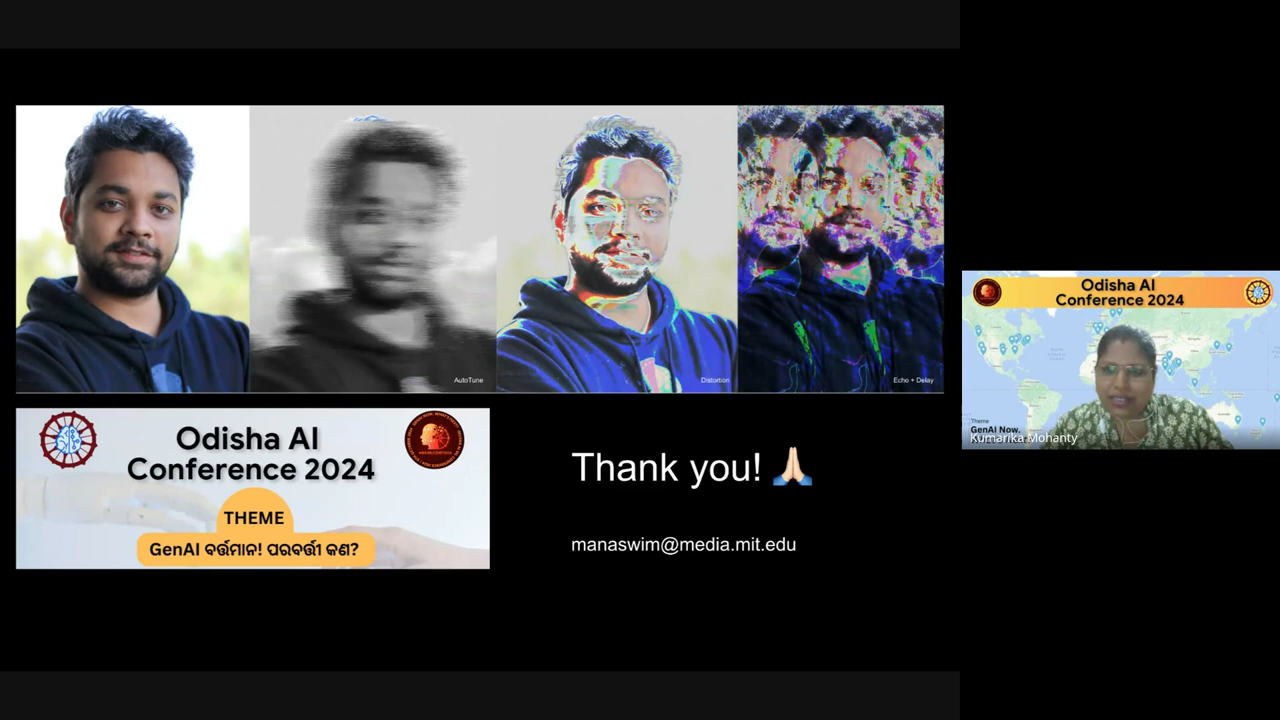 AutoTune
Distortion
Echo + Delay
Odisha AI
Conference 2024
THEME
GenAI ବର୍ତ୍ତମାନ! ପରବର୍ତ୍ତୀ କଣ?
Thank you! 🙏🏻
manaswim@media.mit.edu
Odisha AI
Conference 2024
Theme
GenAI Now.
Kumarika Mohanty